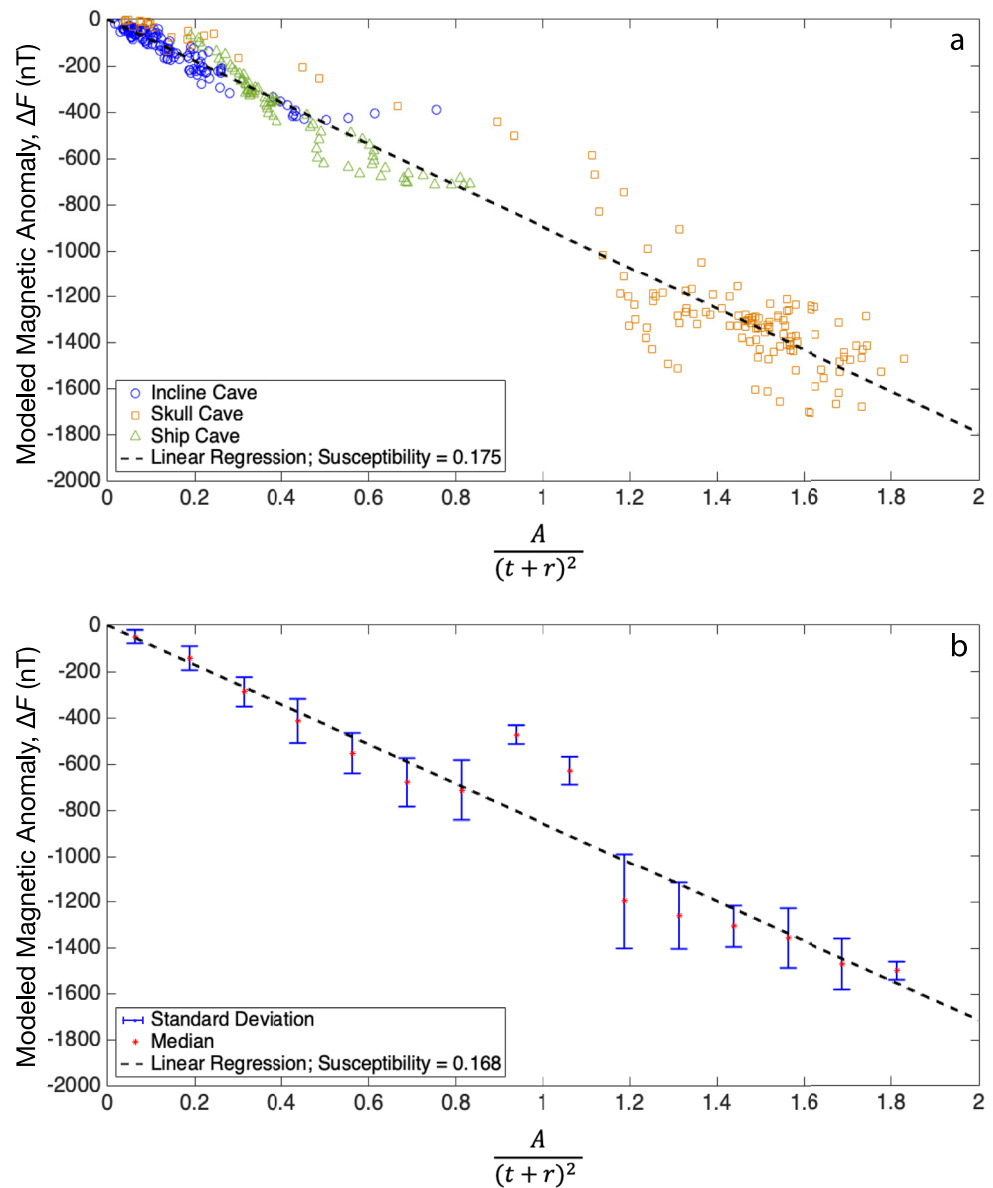 a
Modeled Magnetic Anomaly, ΔF (nT)
0
-200
-400
-600
-800
-1000
-1200
-1400
-1600
-1800
-2000
Incline Cave
Skull Cave
Ship Cave
Linear Regression; Susceptibility = 0.175
0 0.2 0.4 0.6 0.8 1 1.2 1.4 1.6 1.8 2
A
(t + r)²
b
Modeled Magnetic Anomaly, ΔF (nT)
0
-200
-400
-600
-800
-1000
-1200
-1400
-1600
-1800
-2000
Standard Deviation
Median
Linear Regression; Susceptibility = 0.168
0 0.2 0.4 0.6 0.8 1 1.2 1.4 1.6 1.8 2
A
(t + r)²